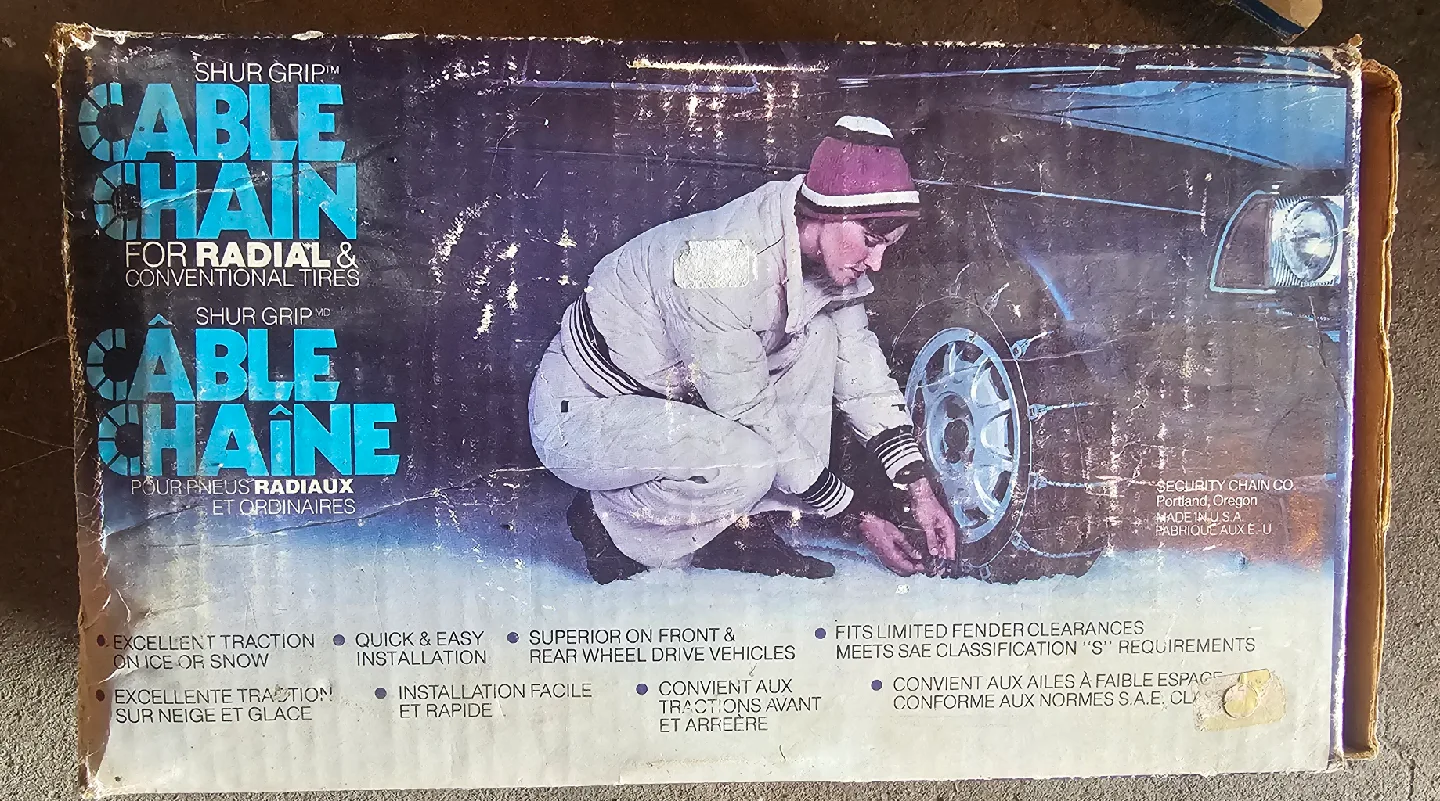 SHUR GRIP™
CABLE
CHAIN
FOR RADIAL &
CONVENTIONAL TIRES
SHUR GRIP MD
CÂBLE
CHAÎNE
POUR PNEUS RADIAUX
ET ORDINAIRES
SECURITY CHAIN CO.
Portland, Oregon
MADE IN U.S.A.
FABRIQUE AUX E.-U
• EXCELLENT TRACTION
ON ICE OR SNOW
• QUICK & EASY
INSTALLATION
• SUPERIOR ON FRONT &
REAR WHEEL DRIVE VEHICLES
• FITS LIMITED FENDER CLEARANCES
MEETS SAE CLASSIFICATION "S" REQUIREMENTS
• EXCELLENTE TRACTION
SUR NEIGE ET GLACE
• INSTALLATION FACILE
ET RAPIDE
• CONVIENT AUX
TRACTIONS AVANT
ET ARREÈRE
• CONVIENT AUX AILES À FAIBLE ESPACE
CONFORME AUX NORMES S.A.E. CL